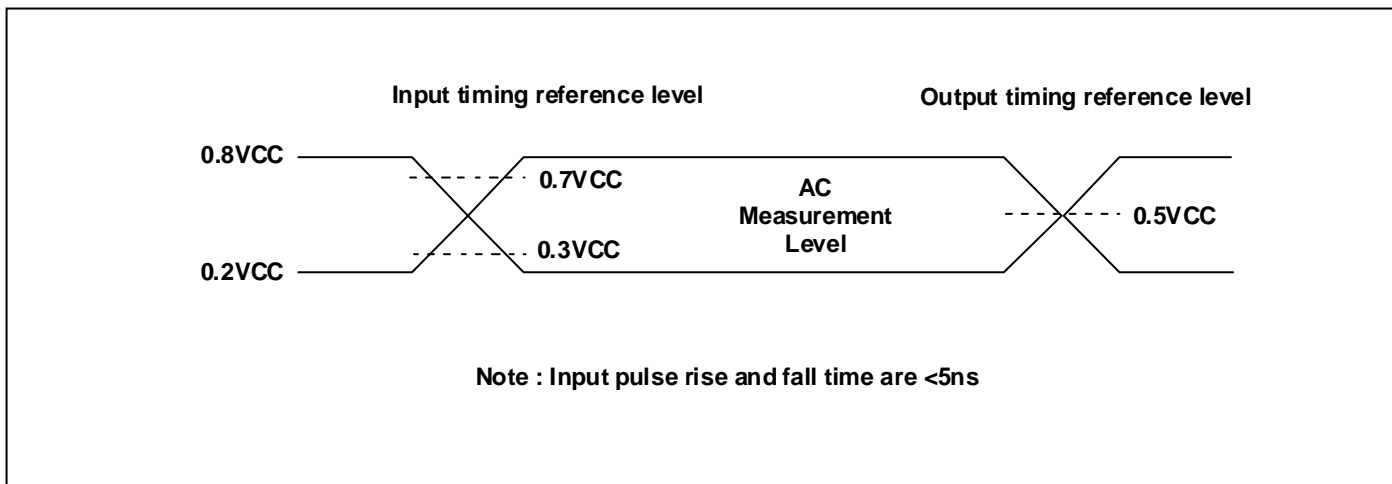 Input timing reference level
Output timing reference level
0.8VCC
0.7VCC
AC
Measurement
Level
0.5VCC
0.3VCC
0.2VCC
Note : Input pulse rise and fall time are <5ns